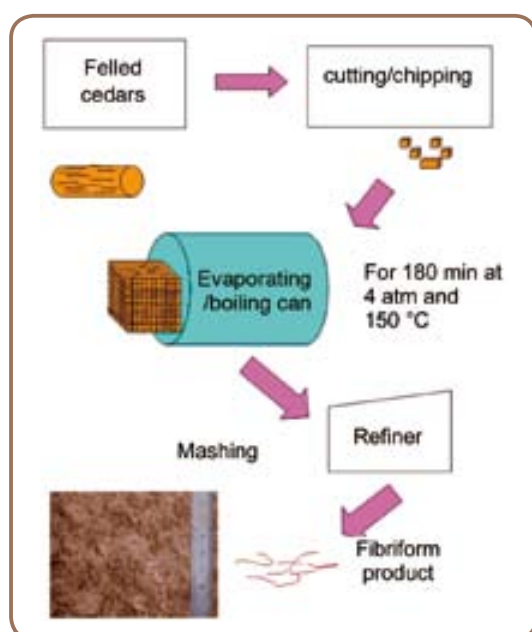 Felled
cedars
cutting/chipping
Evaporating
/boiling can
For 180 min at
4 atm and
150 °C
Mashing
Refiner
Fibriform
product